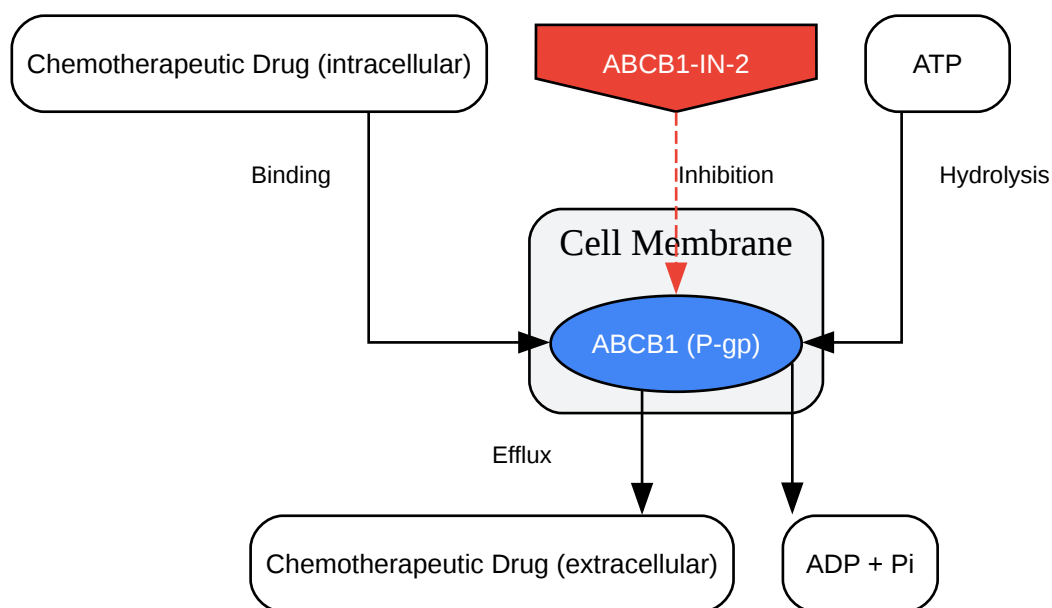 Chemotherapeutic Drug (intracellular)
ABCB1-IN-2
ATP
Binding
Inhibition
Hydrolysis
Cell Membrane
ABCB1 (P-gp)
Efflux
Chemotherapeutic Drug (extracellular)
ADP + Pi